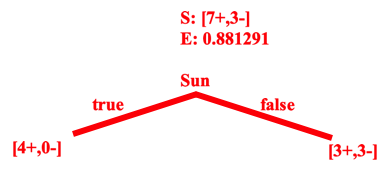 S: [7+,3-]
E: 0.881291
Sun
true
false
[4+,0-]
[3+,3-]